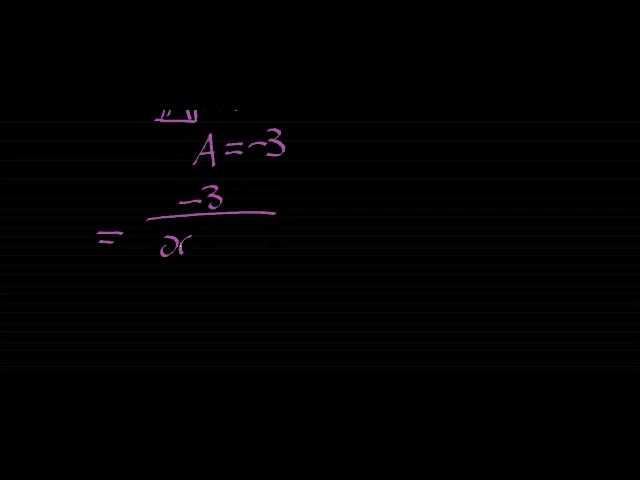 A = -3
-3
=
x